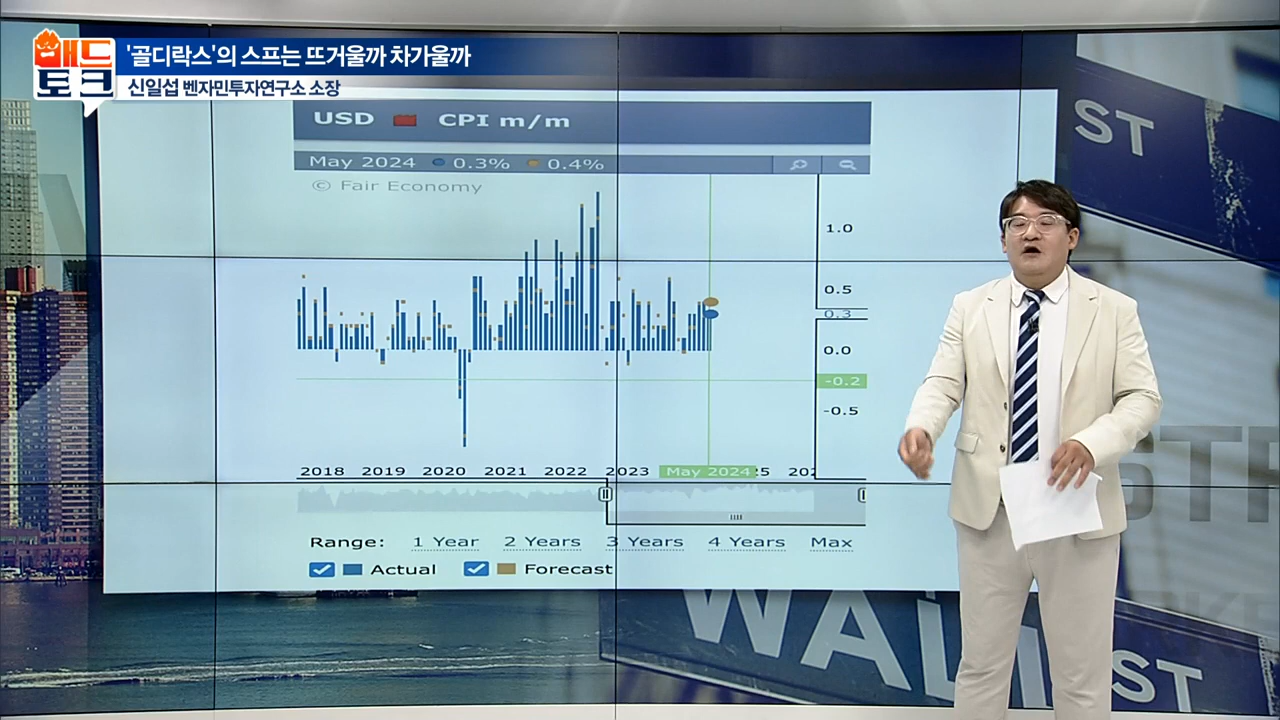 매드
토크
'골디락스'의 스프는 뜨거울까 차가울까
신일섭 벤자민투자연구소 소장
USD CPI m/m
May 2024 0.3% 0.4%
© Fair Economy
1.0
0.5
0.3
0.0
-0.2
-0.5
2018 2019 2020 2021 2022 2023 May 2024
Range: 1 Year 2 Years 3 Years 4 Years Max
Actual Forecast
ST
WALL
ST